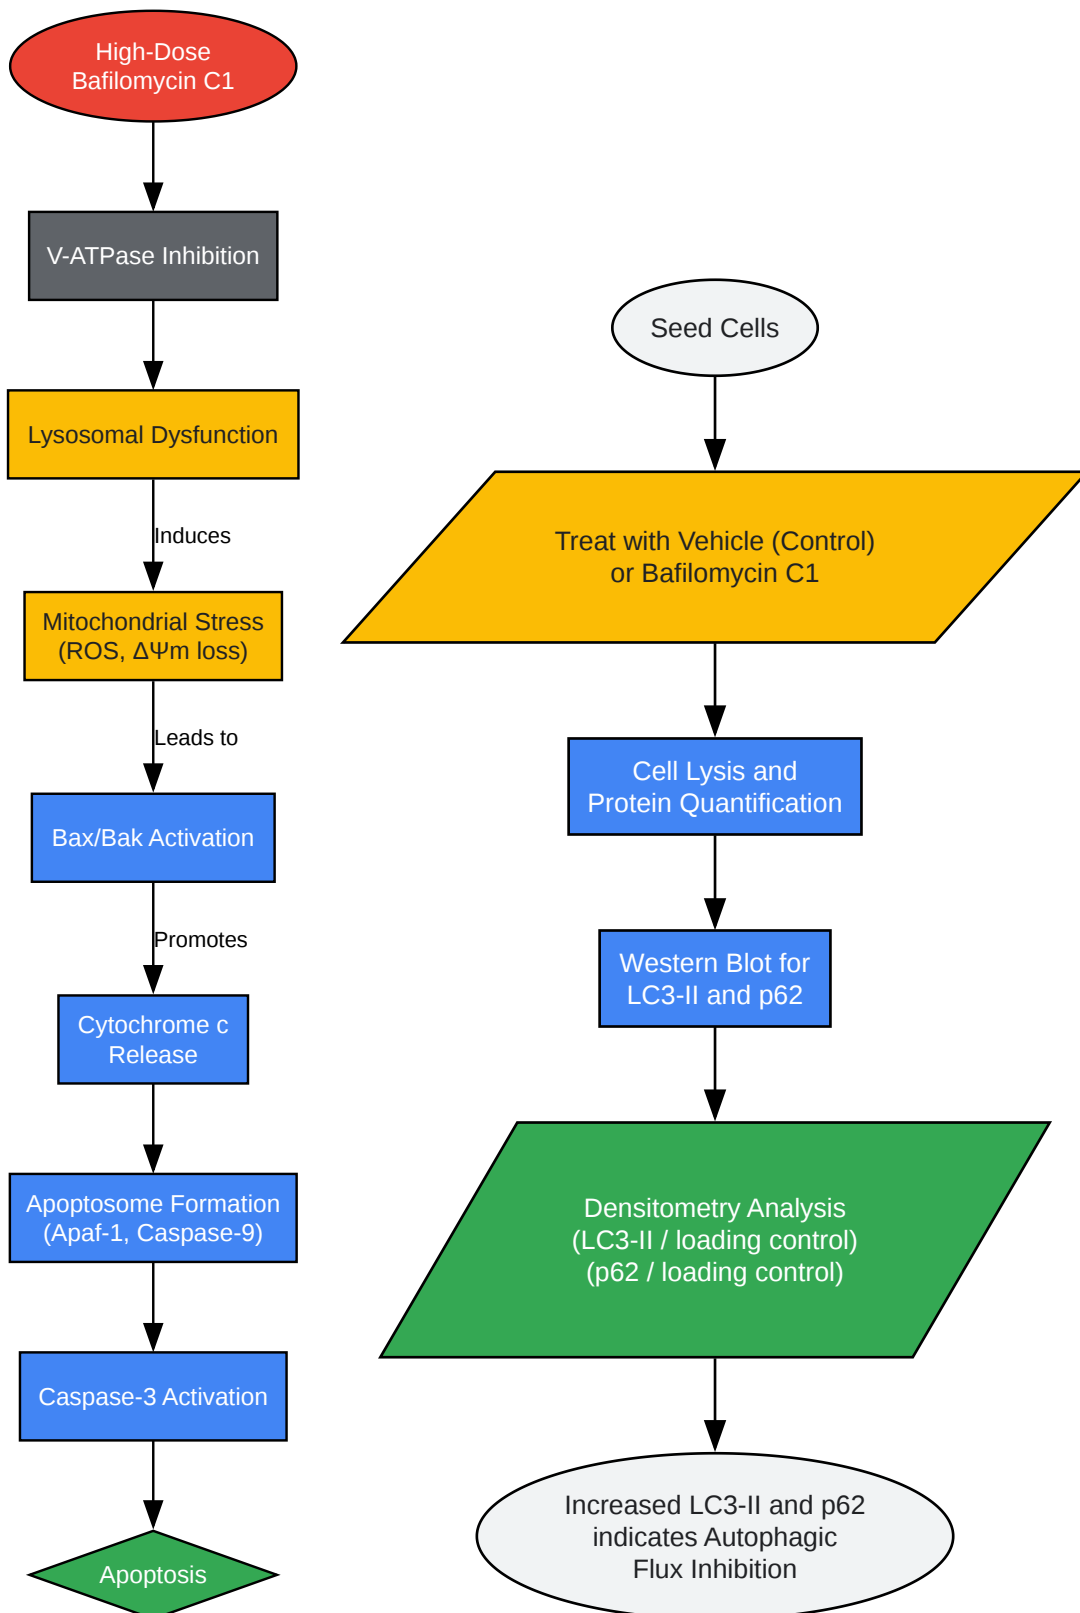 High-Dose
Bafilomycin C1
V-ATPase Inhibition
Lysosomal Dysfunction
Induces
Mitochondrial Stress
(ROS, ΔΨm loss)
Leads to
Bax/Bak Activation
Promotes
Cytochrome c
Release
Apoptosome Formation
(Apaf-1, Caspase-9)
Caspase-3 Activation
Apoptosis
Seed Cells
Treat with Vehicle (Control)
or Bafilomycin C1
Cell Lysis and
Protein Quantification
Western Blot for
LC3-II and p62
Densitometry Analysis
(LC3-II / loading control)
(p62 / loading control)
Increased LC3-II and p62
indicates Autophagic
Flux Inhibition